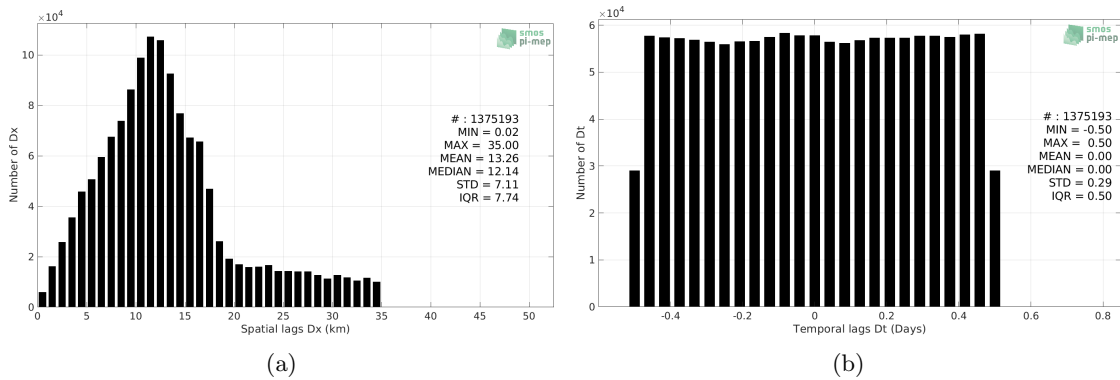 ×10⁴
10
8
6
4
2
0
Number of Dx
0 5 10 15 20 25 30 35 40 45 50
Spatial lags Dx (km)
smos
pi-mep
# : 1375193
MIN = 0.02
MAX = 35.00
MEAN = 13.26
MEDIAN = 12.14
STD = 7.11
IQR = 7.74
(a)
×10⁴
6
5
4
3
2
1
0
Number of Dt
-0.4 -0.2 0 0.2 0.4 0.6 0.8
Temporal lags Dt (Days)
smos
pi-mep
# : 1375193
MIN = -0.50
MAX = 0.50
MEAN = 0.00
MEDIAN = 0.00
STD = 0.29
IQR = 0.50
(b)